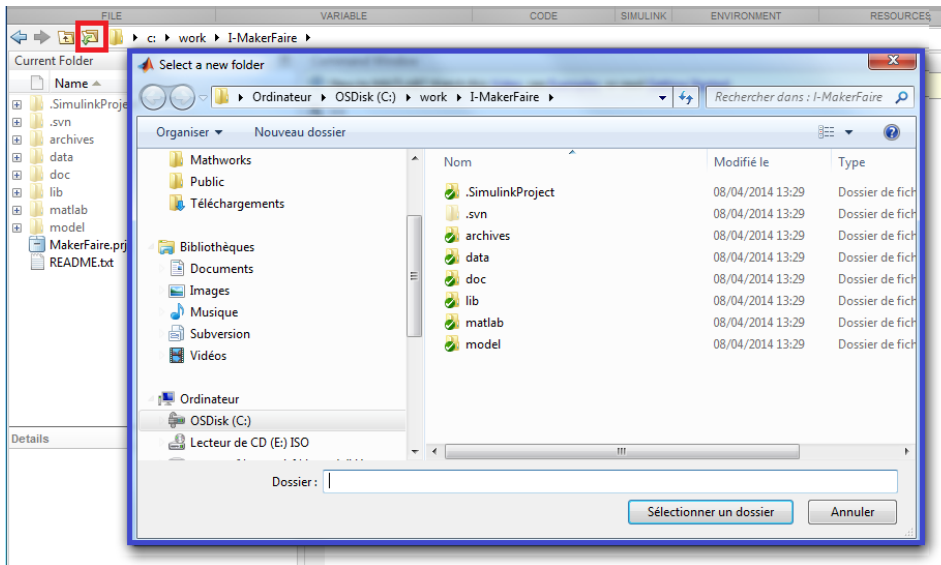 FILE VARIABLE CODE SIMULINK ENVIRONMENT RESOURCES
c: work I-MakerFaire
Current Folder
Name
.SimulinkProje
.svn
archives
data
doc
lib
matlab
model
MakerFaire.prj
README.txt
Details
Select a new folder
Ordinateur OSDisk (C:) work I-MakerFaire
Rechercher dans : I-MakerFaire
Organiser Nouveau dossier
Mathworks
Public
Téléchargements
Bibliothèques
Documents
Images
Musique
Subversion
Vidéos
Ordinateur
OSDisk (C:)
Lecteur de CD (E:) ISO
Nom Modifié le Type
.SimulinkProject 08/04/2014 13:29 Dossier de fich
.svn 08/04/2014 13:29 Dossier de fich
archives 08/04/2014 13:29 Dossier de fich
data 08/04/2014 13:29 Dossier de fich
doc 08/04/2014 13:29 Dossier de fich
lib 08/04/2014 13:29 Dossier de fich
matlab 08/04/2014 13:29 Dossier de fich
model 08/04/2014 13:29 Dossier de fich
Dossier :
Sélectionner un dossier Annuler